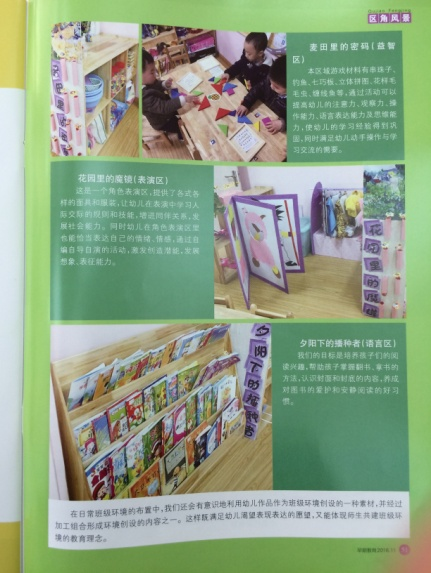 区角风景
麦田里的密码(益智
区)
本区域游戏材料有串珠子、
钓鱼、七巧板、立体拼图、花样毛
毛虫、缠线鱼等,通过活动可以
提高幼儿的注意力、观察力、操
作能力、语言表达能力及思维能
力,使幼儿的学习经验得到巩
固,同时满足幼儿动手操作与学
习交流的需要。
花园里的魔镜(表演区)
这是一个角色表演区,提供了各式各
样的面具和服装,让幼儿在表演中学习人
际交际的规则和技能,增进同伴关系,发
展社会能力。同时幼儿在角色表演区里
也能恰当表达自己的情绪、情感,通过自
编自导自演的活动,激发创造潜能,发展
想象、表征能力。
花园里的魔
夕阳下的播种者(语言区)
我们的目标是培养孩子们的阅
读兴趣,帮助孩子掌握翻书、拿书的
方法,认识封面和封底的内容,养成
对图书的爱护和安静阅读的好习
惯。
夕阳下的播种者
在日常班级环境的布置中,我们还会有意识地利用幼儿作品作为班级环境创设的一种素材,并经过
加工组合形成环境创设的内容之一。这样既满足幼儿渴望表现表达的愿望,又能体现师生共建班级环
境的教育理念。